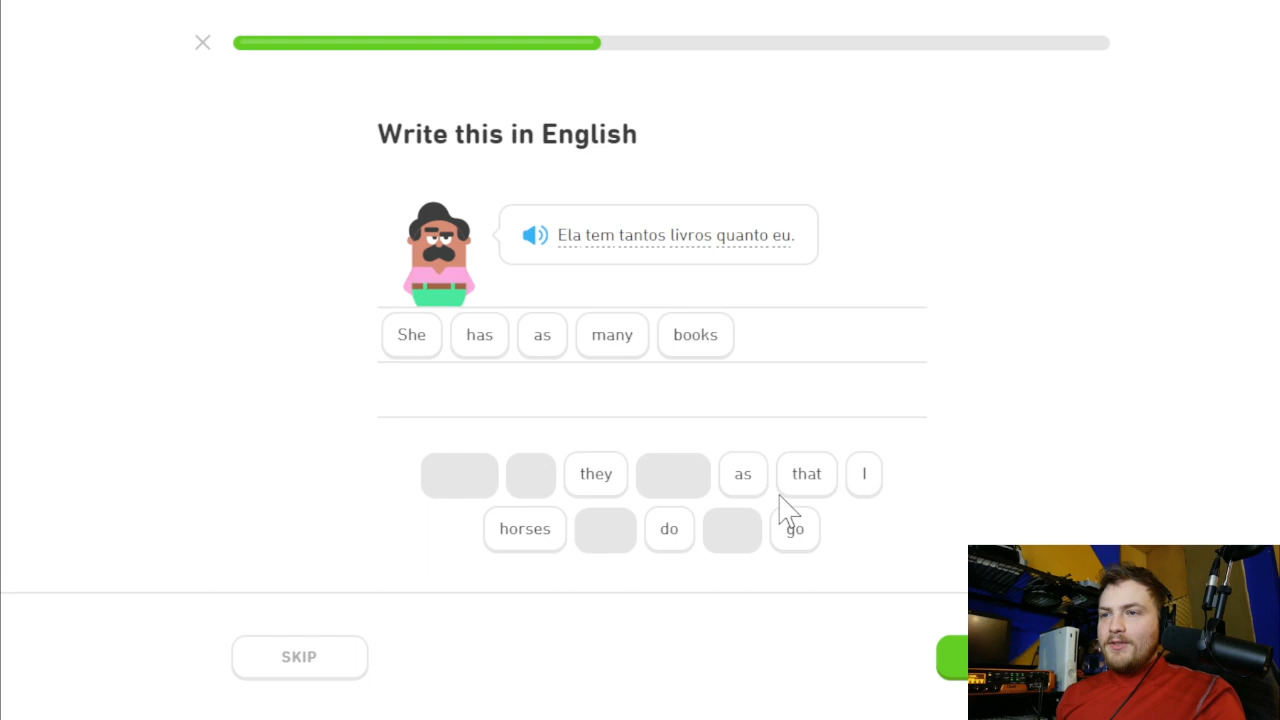 Write this in English
Ela tem tantos livros quanto eu.
She has as many books
they as that I
horses do go
SKIP